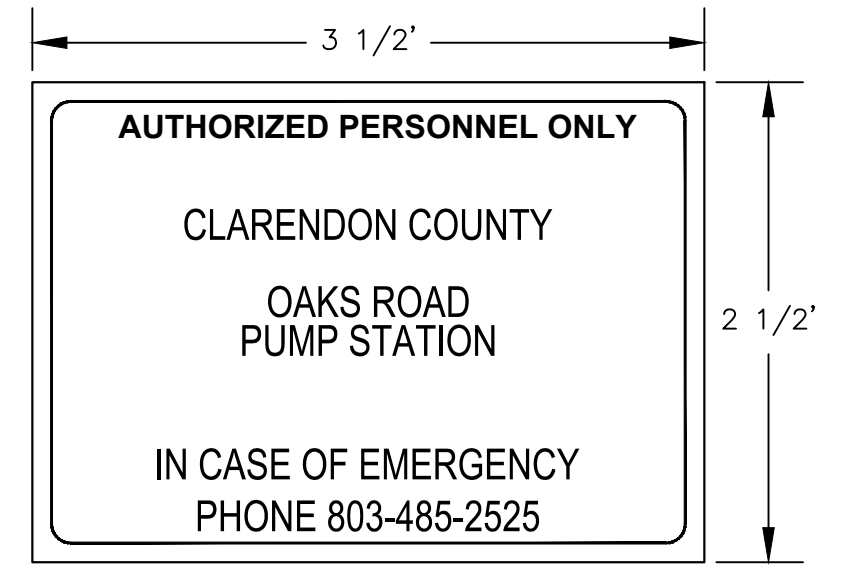 3 1/2'
AUTHORIZED PERSONNEL ONLY
CLARENDON COUNTY
OAKS ROAD
PUMP STATION
2 1/2'
IN CASE OF EMERGENCY
PHONE 803-485-2525